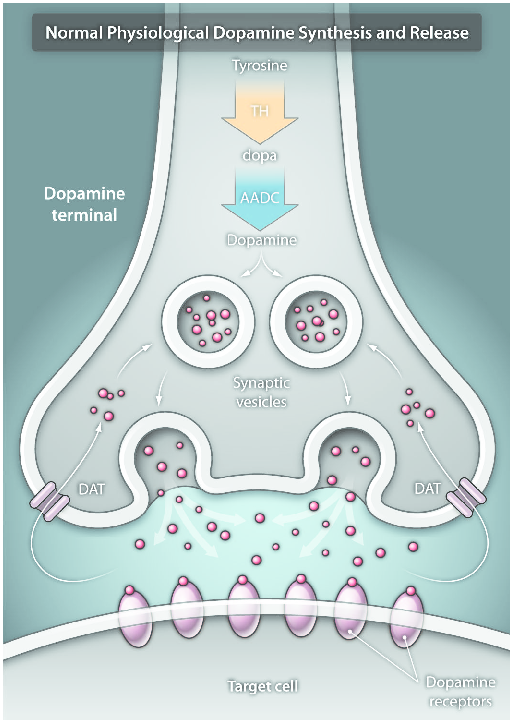 Normal Physiological Dopamine Synthesis and Release
Tyrosine
TH
dopa
AADC
Dopamine
terminal
Dopamine
Synaptic
vesicles
DAT
DAT
Target cell
Dopamine
receptors